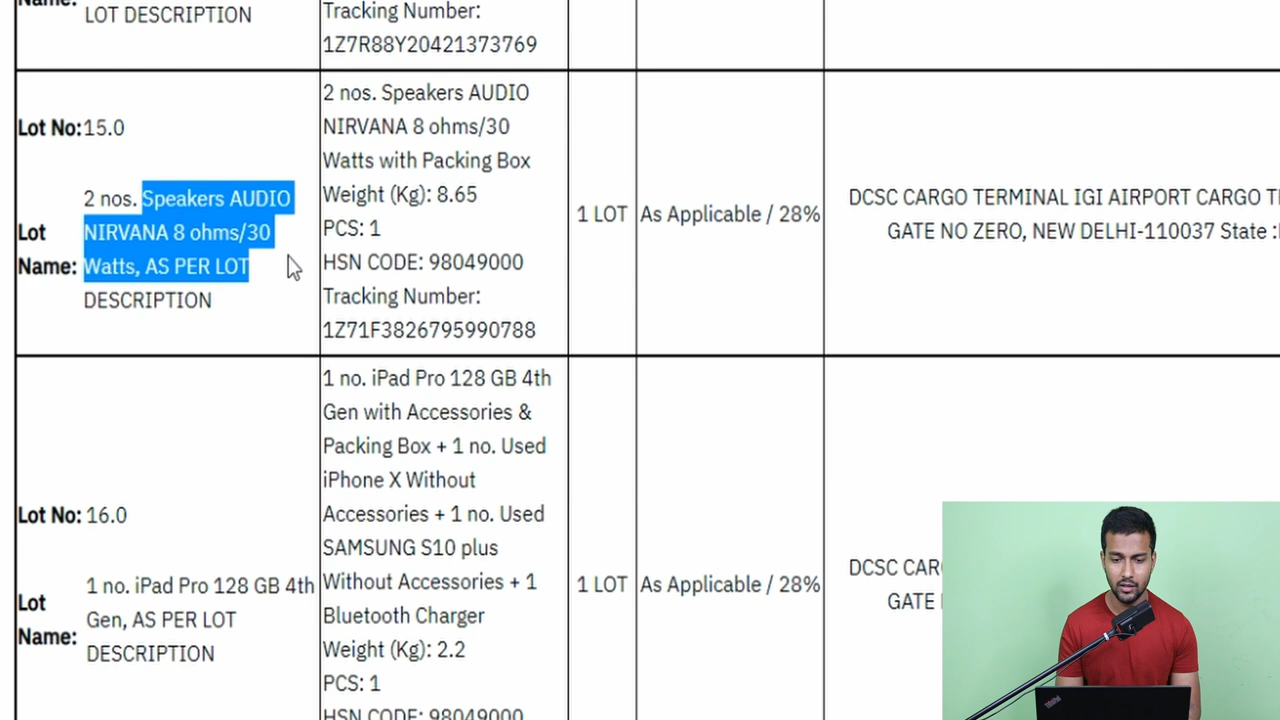 Name:
LOT DESCRIPTION
Tracking Number:
1Z7R88Y20421373769
Lot No:15.0
Lot
Name:
2 nos. Speakers AUDIO
NIRVANA 8 ohms/30
Watts, AS PER LOT
DESCRIPTION
2 nos. Speakers AUDIO
NIRVANA 8 ohms/30
Watts with Packing Box
Weight (Kg): 8.65
PCS: 1
HSN CODE: 98049000
Tracking Number:
1Z71F3826795990788
1 LOT
As Applicable / 28%
DCSC CARGO TERMINAL IGI AIRPORT CARGO
GATE NO ZERO, NEW DELHI-110037 State :
Lot No: 16.0
Lot
Name:
1 no. iPad Pro 128 GB 4th
Gen, AS PER LOT
DESCRIPTION
1 no. iPad Pro 128 GB 4th
Gen with Accessories &
Packing Box + 1 no. Used
iPhone X Without
Accessories + 1 no. Used
SAMSUNG S10 plus
Without Accessories + 1
Bluetooth Charger
Weight (Kg): 2.2
PCS: 1
HSN CODE: 98049000
1 LOT
As Applicable / 28%
DCSC
GATE
ThinkPad